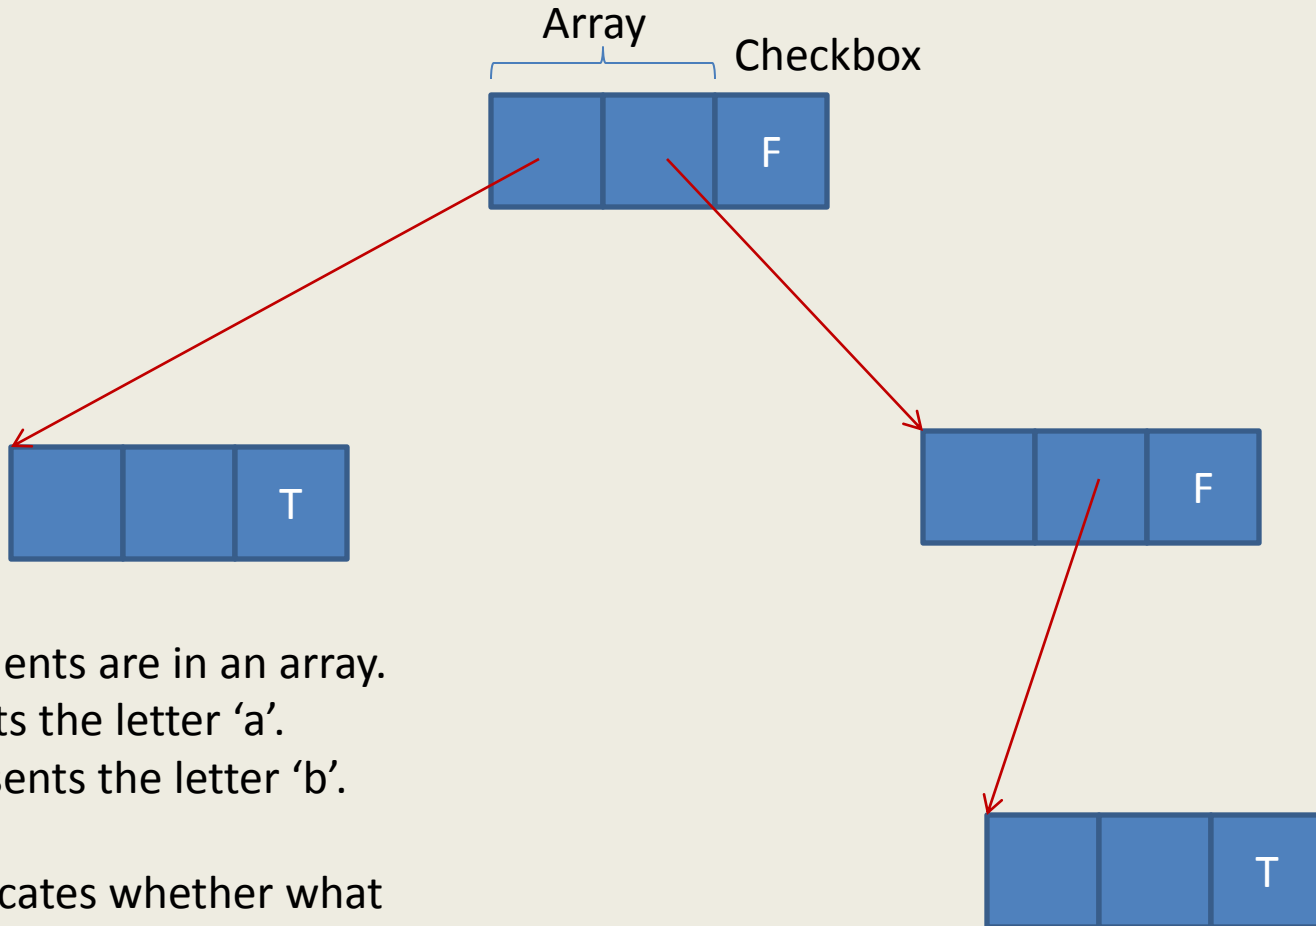 Array
Checkbox
F
T
F
ents are in an array.
ts the letter ‘a’.
sents the letter ‘b’.
cates whether what
T